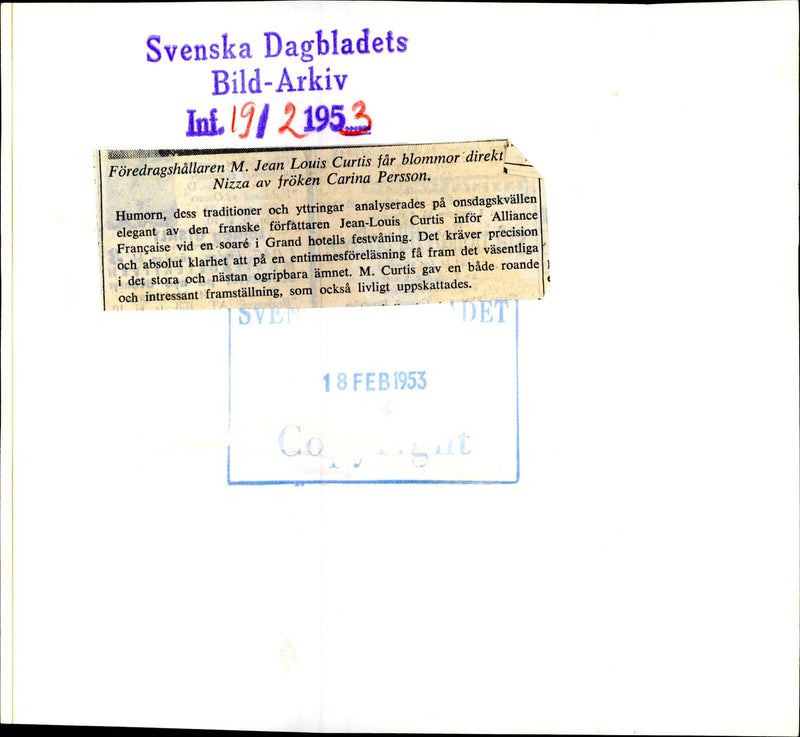 Svenska Dagbladets
Bild-Arkiv
Inf. 19/2 1953
Föredragshållaren M. Jean Louis Curtis får blommor direkt
Nizza av fröken Carina Persson.
Humorn, dess traditioner och yttringar analyserades på onsdagskvällen
elegant av den franske författaren Jean-Louis Curtis inför Alliance
Française vid en soaré i Grand hotells festvåning. Det kräver precision
och absolut klarhet att på en entimmesföreläsning få fram det väsentliga
i det stora och nästan ogripbara ämnet. M. Curtis gav en både roande
och intressant framställning, som också livligt uppskattades.
SVEN DET
18 FEB 1953
Copyright